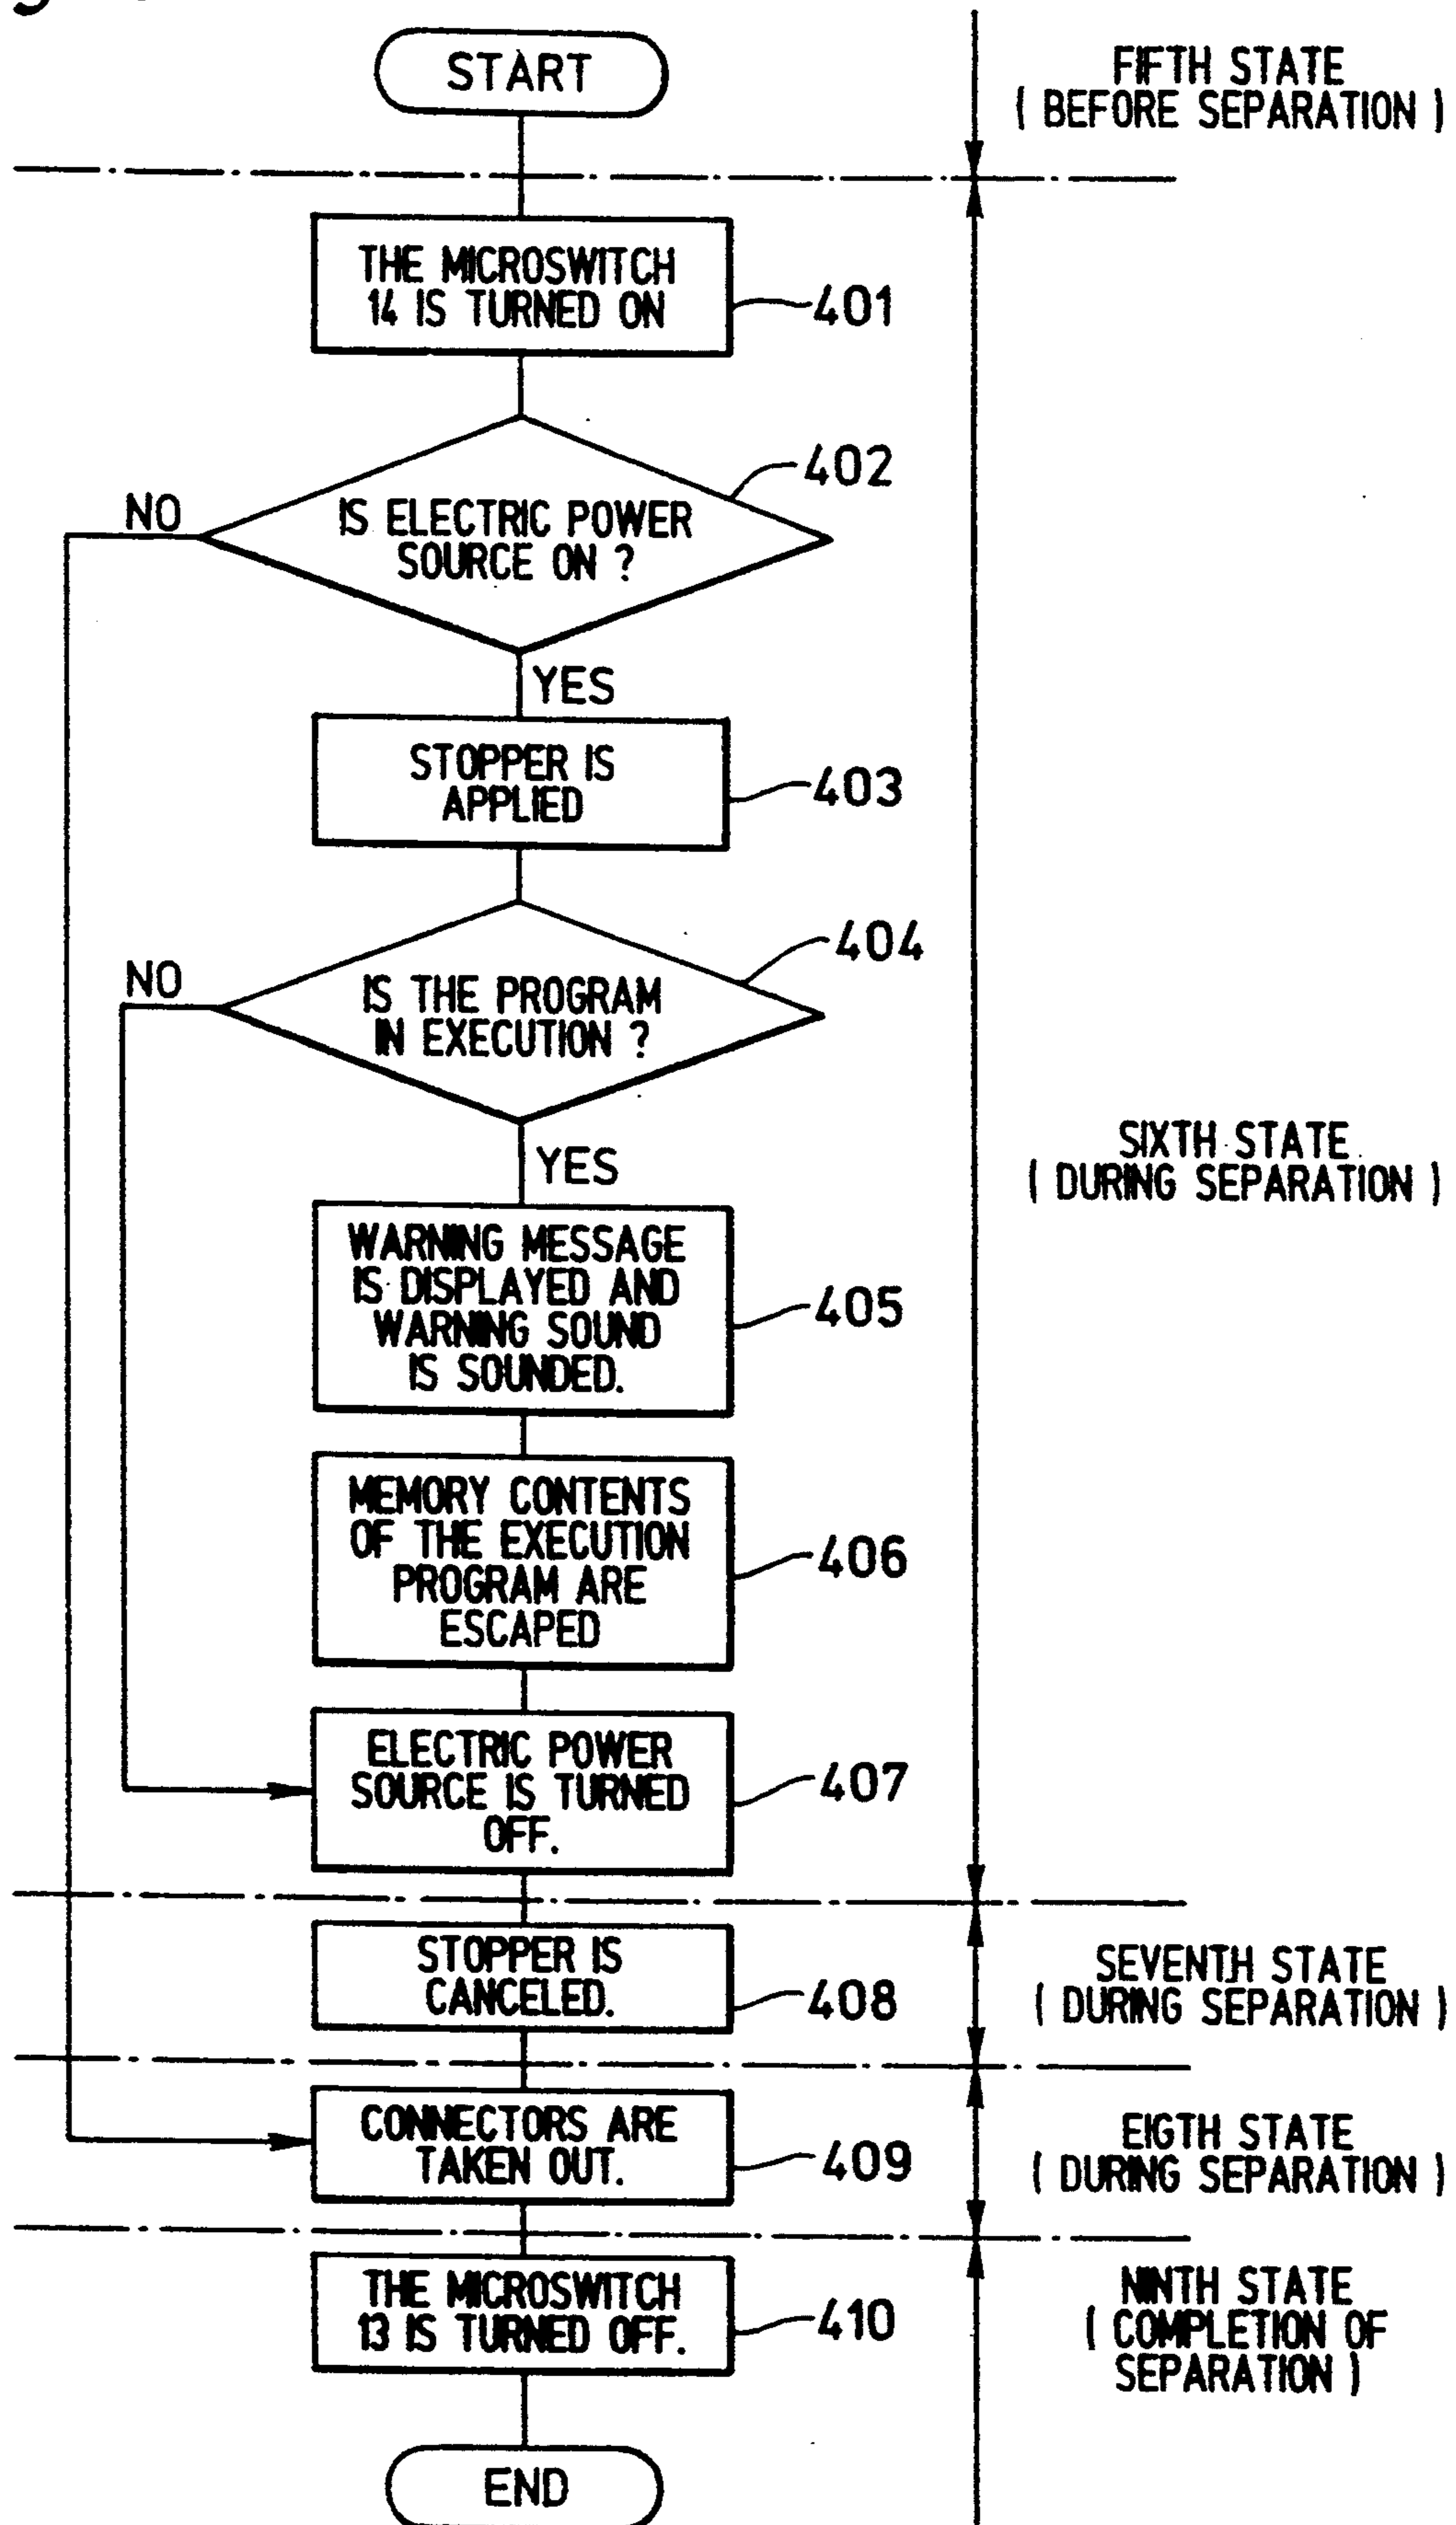 START
FIFTH STATE
( BEFORE SEPARATION )
THE MICROSWITCH
14 IS TURNED ON
401
402
NO
IS ELECTRIC POWER
SOURCE ON ?
YES
STOPPER IS
APPLIED
403
404
NO
IS THE PROGRAM
IN EXECUTION ?
YES
SIXTH STATE
( DURING SEPARATION )
WARNING MESSAGE
IS DISPLAYED AND
WARNING SOUND
IS SOUNDED.
405
MEMORY CONTENTS
OF THE EXECUTION
PROGRAM ARE
ESCAPED
406
ELECTRIC POWER
SOURCE IS TURNED
OFF.
407
STOPPER IS
CANCELED.
408
SEVENTH STATE
( DURING SEPARATION )
CONNECTORS ARE
TAKEN OUT.
409
EIGTH STATE
( DURING SEPARATION )
THE MICROSWITCH
13 IS TURNED OFF.
410
NINTH STATE
( COMPLETION OF
SEPARATION )
END